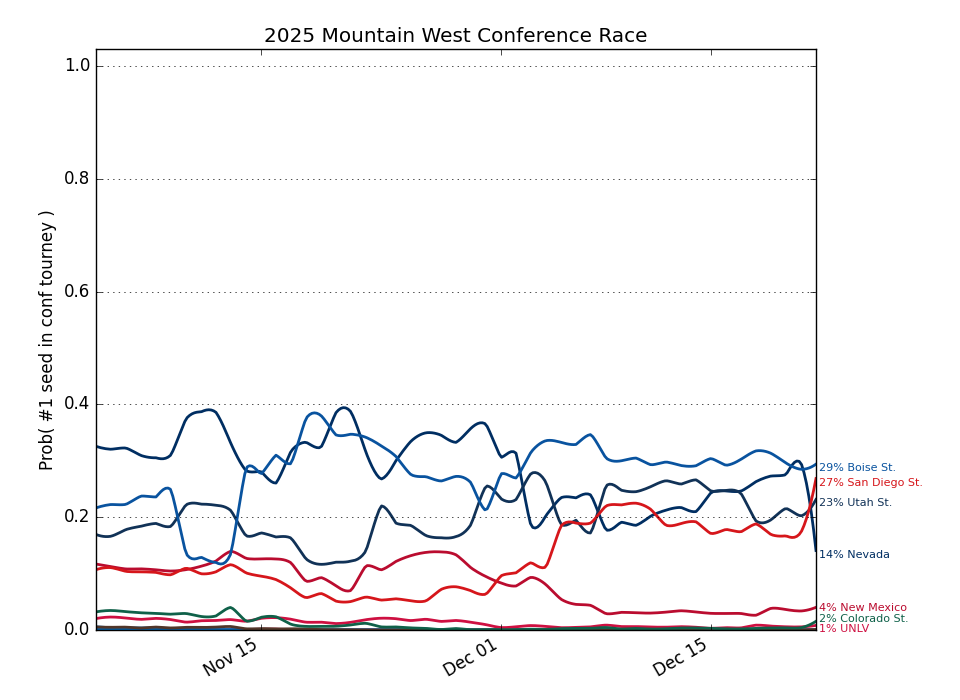 2025 Mountain West Conference Race
Prob( #1 seed in conf tourney )
1.0
0.8
0.6
0.4
0.2
0.0
Nov 15
Dec 01
Dec 15
29% Boise St.
27% San Diego St.
23% Utah St.
14% Nevada
4% New Mexico
2% Colorado St.
1% UNLV